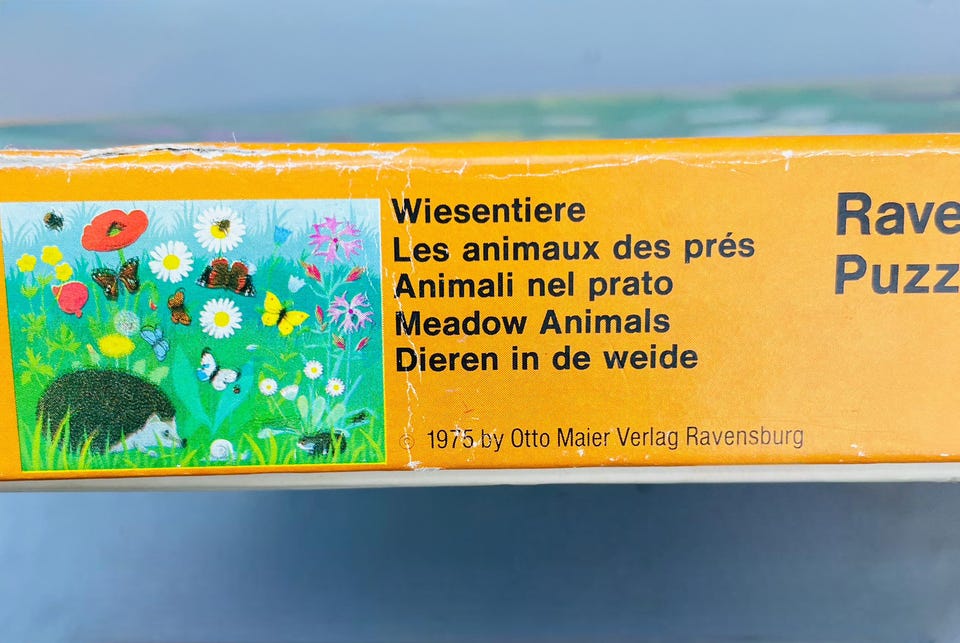 Wiesentiere
Les animaux des prés
Animali nel prato
Meadow Animals
Dieren in de weide
© 1975 by Otto Maier Verlag Ravensburg
Rave
Puzz